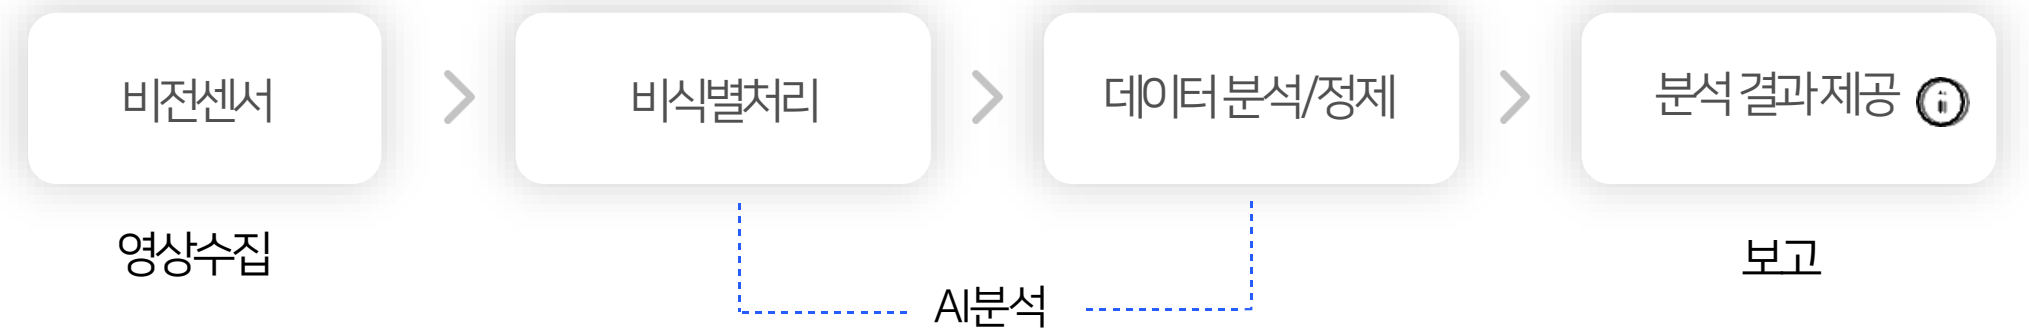 비전센서
비식별처리
데이터 분석/정제
분석 결과 제공
영상수집
AI분석
보고